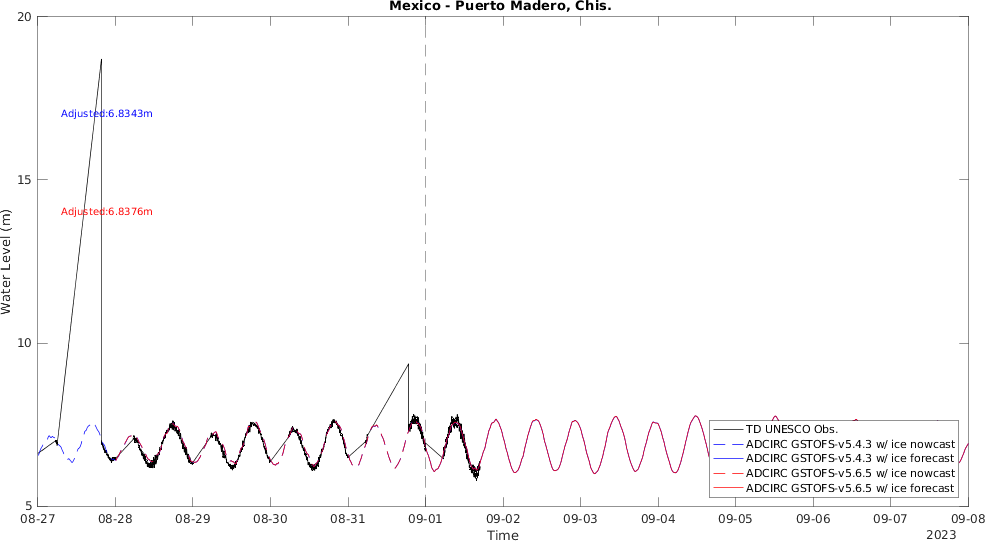 Mexico - Puerto Madero, Chis.
20
15
10
5
Water Level (m)
Adjusted:6.8343m
Adjusted:6.8376m
TD UNESCO Obs.
ADCIRC GSTOFS-v5.4.3 w/ ice nowcast
ADCIRC GSTOFS-v5.4.3 w/ ice forecast
ADCIRC GSTOFS-v5.6.5 w/ ice nowcast
ADCIRC GSTOFS-v5.6.5 w/ ice forecast
08-27 08-28 08-29 08-30 08-31 09-01 09-02 09-03 09-04 09-05 09-06 09-07 09-08
Time
2023